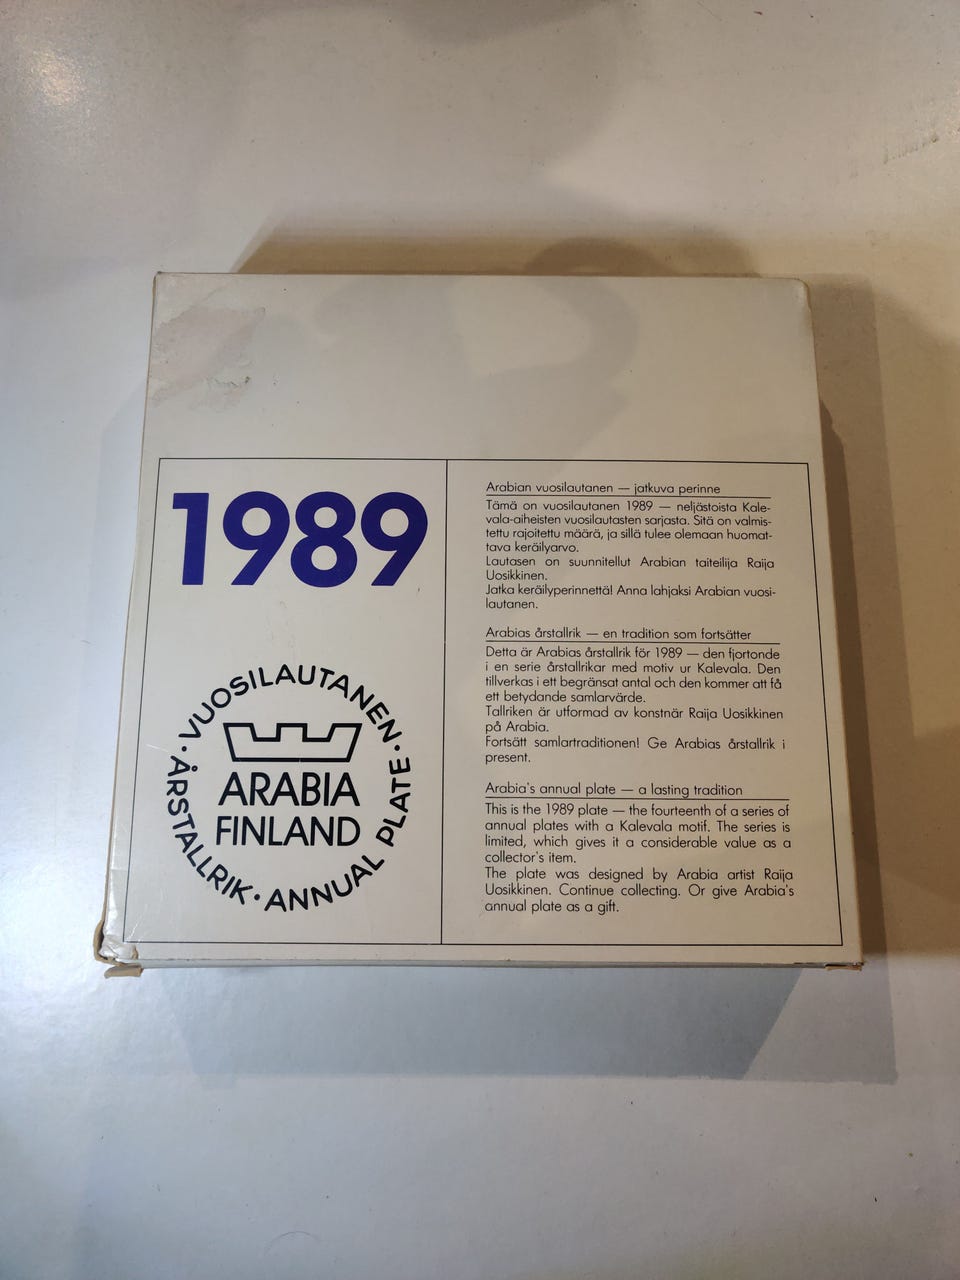 1989
VUOSILAUTANEN · ANNUAL PLATE · ÅRSTALLRIK ·
ARABIA
FINLAND
Arabian vuosilautanen — jatkuva perinne
Tämä on vuosilautanen 1989 — neljästoista Kale-
vala-aiheisten vuosilautasten sarjasta. Sitä on valmis-
tettu rajoitettu määrä, ja sillä tulee olemaan huomat-
tava keräilyarvo.
Lautasen on suunnitellut Arabian taiteilija Raija
Uosikkinen.
Jatka keräilyperinnettä! Anna lahjaksi Arabian vuosi-
lautanen.
Arabias årstallrik — en tradition som fortsätter
Detta är Arabias årstallrik för 1989 — den fjortonde
i en serie årstallrikar med motiv ur Kalevala. Den
tillverkas i ett begränsat antal och den kommer att få
ett betydande samlarvärde.
Tallriken är utformad av konstnär Raija Uosikkinen
på Arabia.
Fortsätt samlartraditionen! Ge Arabias årstallrik i
present.
Arabia's annual plate — a lasting tradition
This is the 1989 plate — the fourteenth of a series of
annual plates with a Kalevala motif. The series is
limited, which gives it a considerable value as a
collector's item.
The plate was designed by Arabia artist Raija
Uosikkinen. Continue collecting. Or give Arabia's
annual plate as a gift.